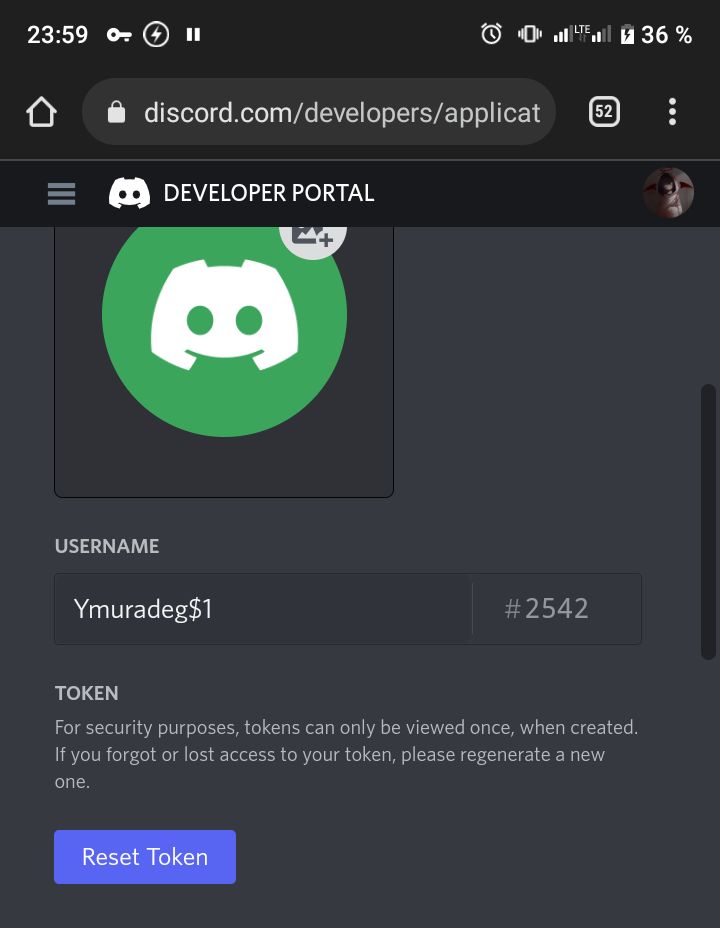 23:59 LTE 36 %
discord.com/developers/applicat 52
DEVELOPER PORTAL
USERNAME
Ymuradeg$1 #2542
TOKEN
For security purposes, tokens can only be viewed once, when created.
If you forgot or lost access to your token, please regenerate a new
one.
Reset Token